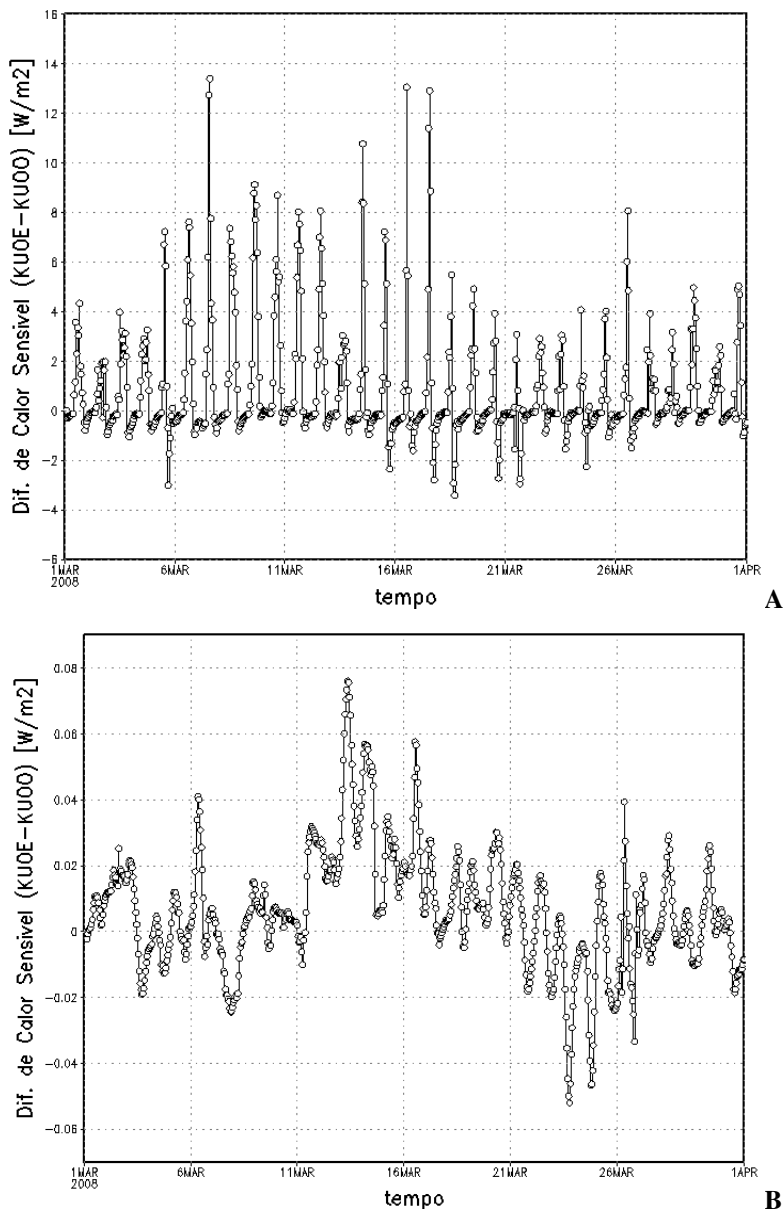 16
14
12
10
8
6
4
2
0
-2
-4
-6
Dif. de Calor Sensivel (KUOE-KUOO) [W/m2]
1MAR
2008
6MAR
11MAR
16MAR
21MAR
26MAR
1APR
tempo
A
0.08
0.06
0.04
0.02
0
-0.02
-0.04
-0.06
Dif. de Calor Sensivel (KUOE-KUOO) [W/m2]
1MAR
2008
6MAR
11MAR
16MAR
21MAR
26MAR
1APR
tempo
B